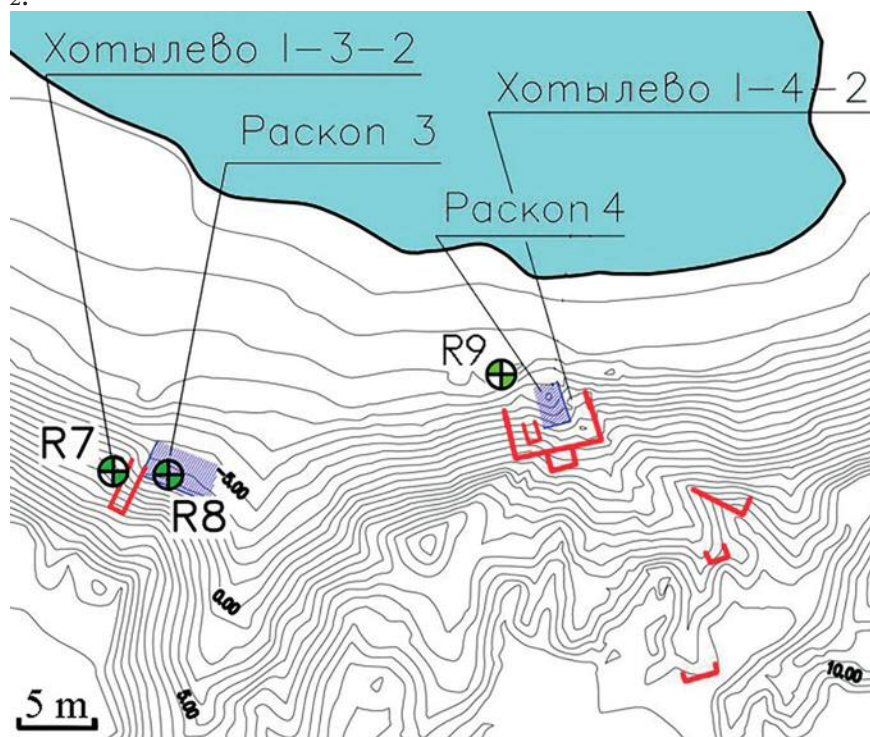 2.
Хотылево I-3-2
Хотылево I-4-2
Раскоп 3
Раскоп 4
R9
R7
R8
-5.00
0.00
5.00
10.00
5 m